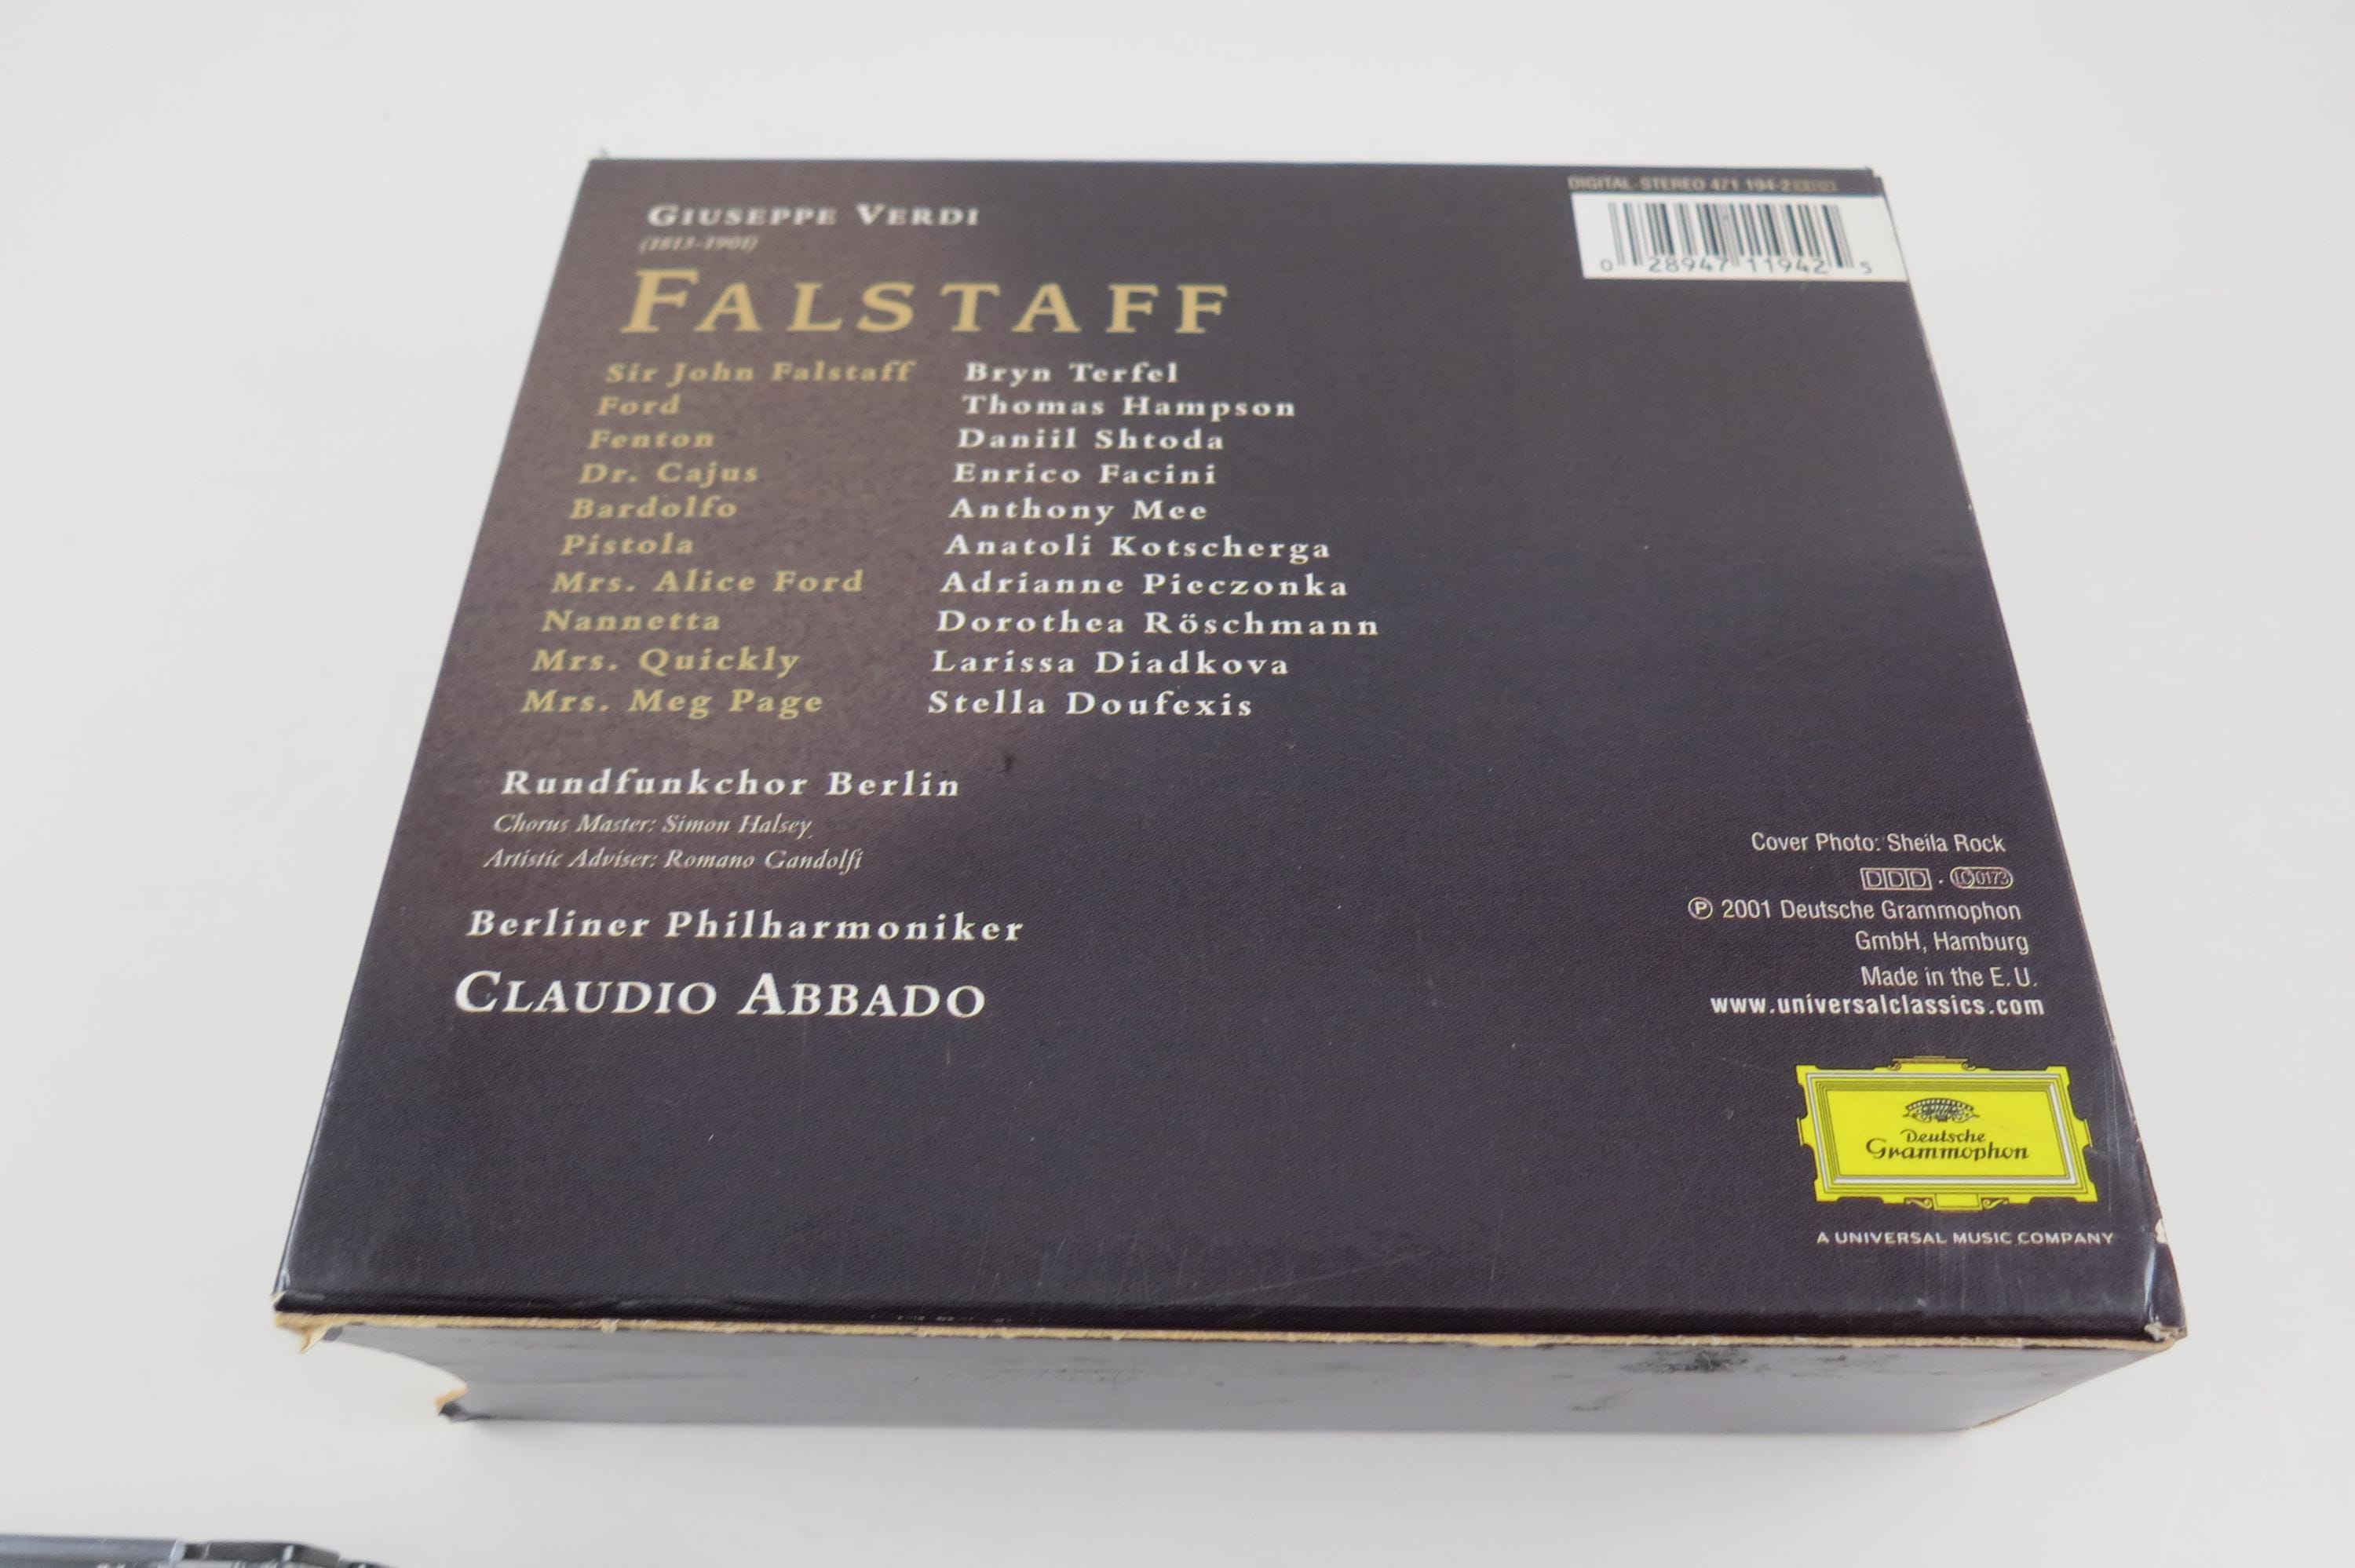 DIGITAL·STEREO 471 194-2
0 28947 11942 5
GIUSEPPE VERDI
(1813-1901)
FALSTAFF
Sir John Falstaff Bryn Terfel
Ford Thomas Hampson
Fenton Daniil Shtoda
Dr. Cajus Enrico Facini
Bardolfo Anthony Mee
Pistola Anatoli Kotscherga
Mrs. Alice Ford Adrianne Pieczonka
Nannetta Dorothea Röschmann
Mrs. Quickly Larissa Diadkova
Mrs. Meg Page Stella Doufexis
Rundfunkchor Berlin
Chorus Master: Simon Halsey
Artistic Adviser: Romano Gandolfi
Berliner Philharmoniker
CLAUDIO ABBADO
Cover Photo: Sheila Rock
DDD · LC 0173
℗ 2001 Deutsche Grammophon
GmbH, Hamburg
Made in the E. U.
www.universalclassics.com
Deutsche
Grammophon
A UNIVERSAL MUSIC COMPANY